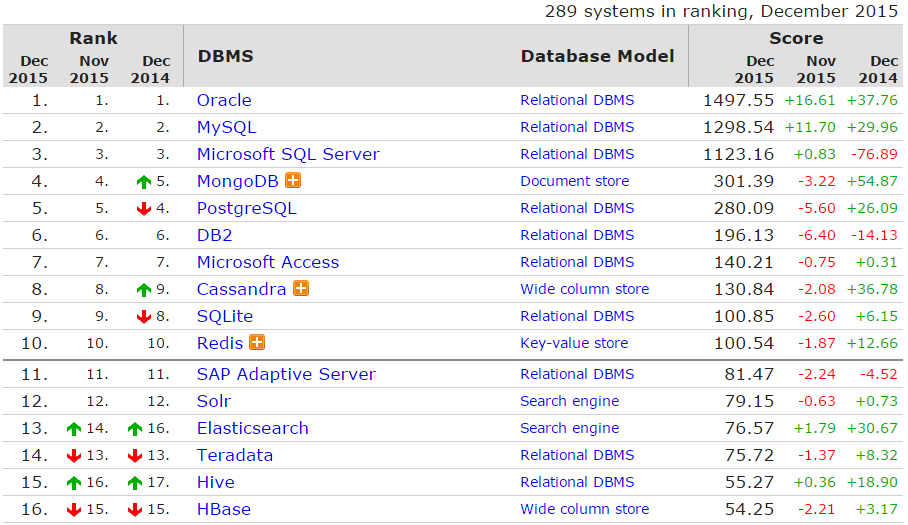 289 systems in ranking, December 2015
Rank DBMS Database Model Score
Dec 2015 Nov 2015 Dec 2014 Dec 2015 Nov 2015 Dec 2014
1. 1. 1. Oracle Relational DBMS 1497.55 +16.61 +37.76
2. 2. 2. MySQL Relational DBMS 1298.54 +11.70 +29.96
3. 3. 3. Microsoft SQL Server Relational DBMS 1123.16 +0.83 -76.89
4. 4. 5. MongoDB Document store 301.39 -3.22 +54.87
5. 5. 4. PostgreSQL Relational DBMS 280.09 -5.60 +26.09
6. 6. 6. DB2 Relational DBMS 196.13 -6.40 -14.13
7. 7. 7. Microsoft Access Relational DBMS 140.21 -0.75 +0.31
8. 8. 9. Cassandra Wide column store 130.84 -2.08 +36.78
9. 9. 8. SQLite Relational DBMS 100.85 -2.60 +6.15
10. 10. 10. Redis Key-value store 100.54 -1.87 +12.66
11. 11. 11. SAP Adaptive Server Relational DBMS 81.47 -2.24 -4.52
12. 12. 12. Solr Search engine 79.15 -0.63 +0.73
13. 14. 16. Elasticsearch Search engine 76.57 +1.79 +30.67
14. 13. 13. Teradata Relational DBMS 75.72 -1.37 +8.32
15. 16. 17. Hive Relational DBMS 55.27 +0.36 +18.90
16. 15. 15. HBase Wide column store 54.25 -2.21 +3.17